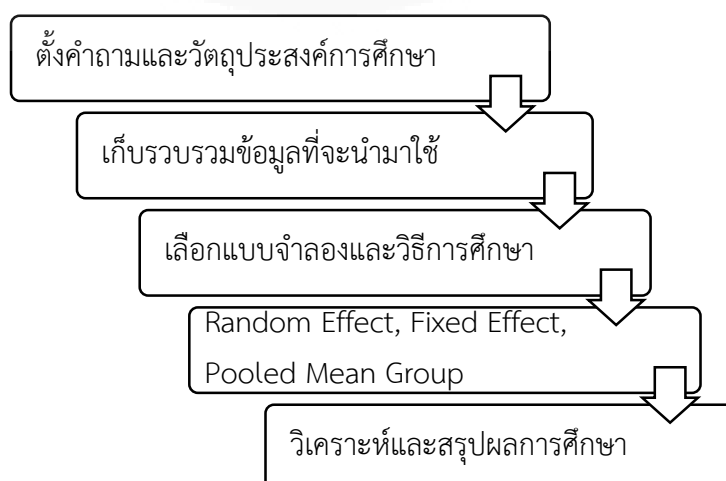 ตั้งคำถามและวัตถุประสงค์การศึกษา
เก็บรวบรวมข้อมูลที่จะนำมาใช้
เลือกแบบจำลองและวิธีการศึกษา
Random Effect, Fixed Effect,
Pooled Mean Group
วิเคราะห์และสรุปผลการศึกษา